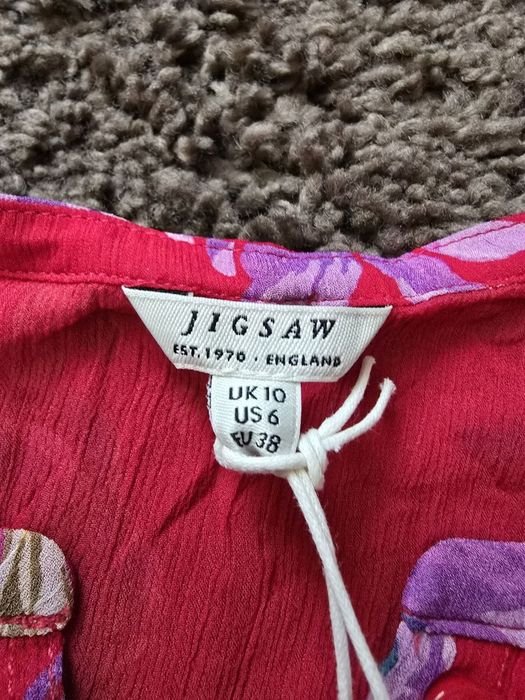 JIGSAW
EST. 1970 · ENGLAND
UK 10
US 6
EU 38